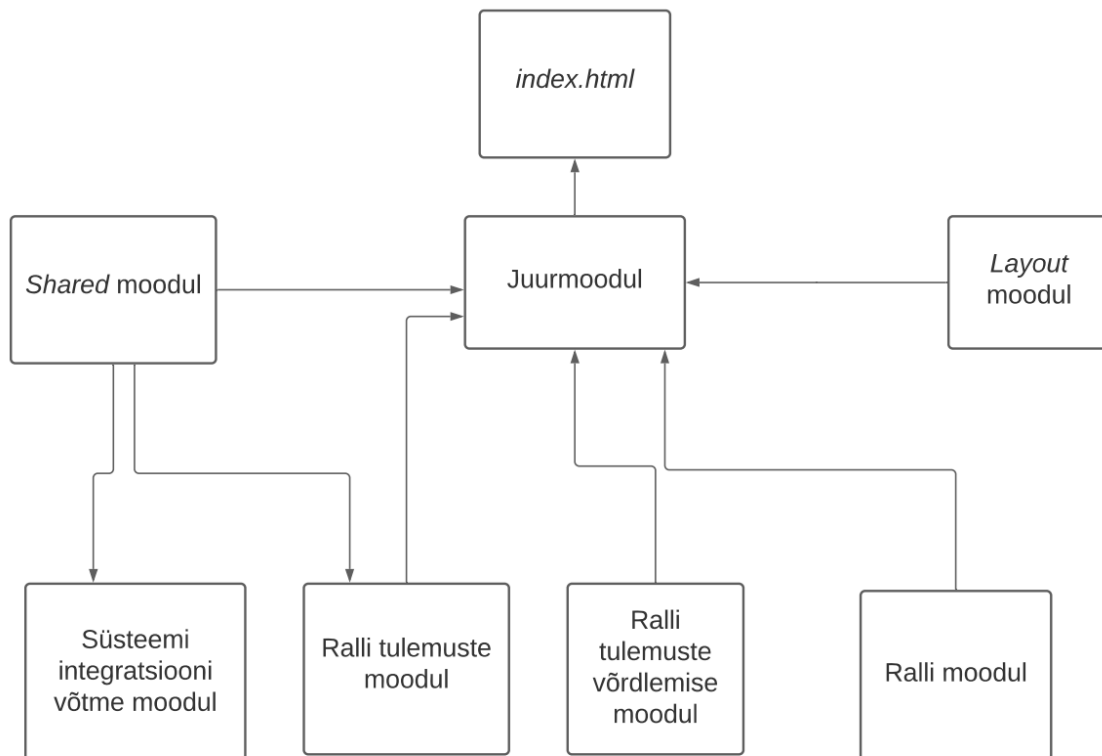 index.html
Shared moodul
Juurmoodul
Layout
moodul
Süsteemi
integratsiooni
võtme moodul
Ralli tulemuste
moodul
Ralli
tulemuste
võrdlemise
moodul
Ralli moodul